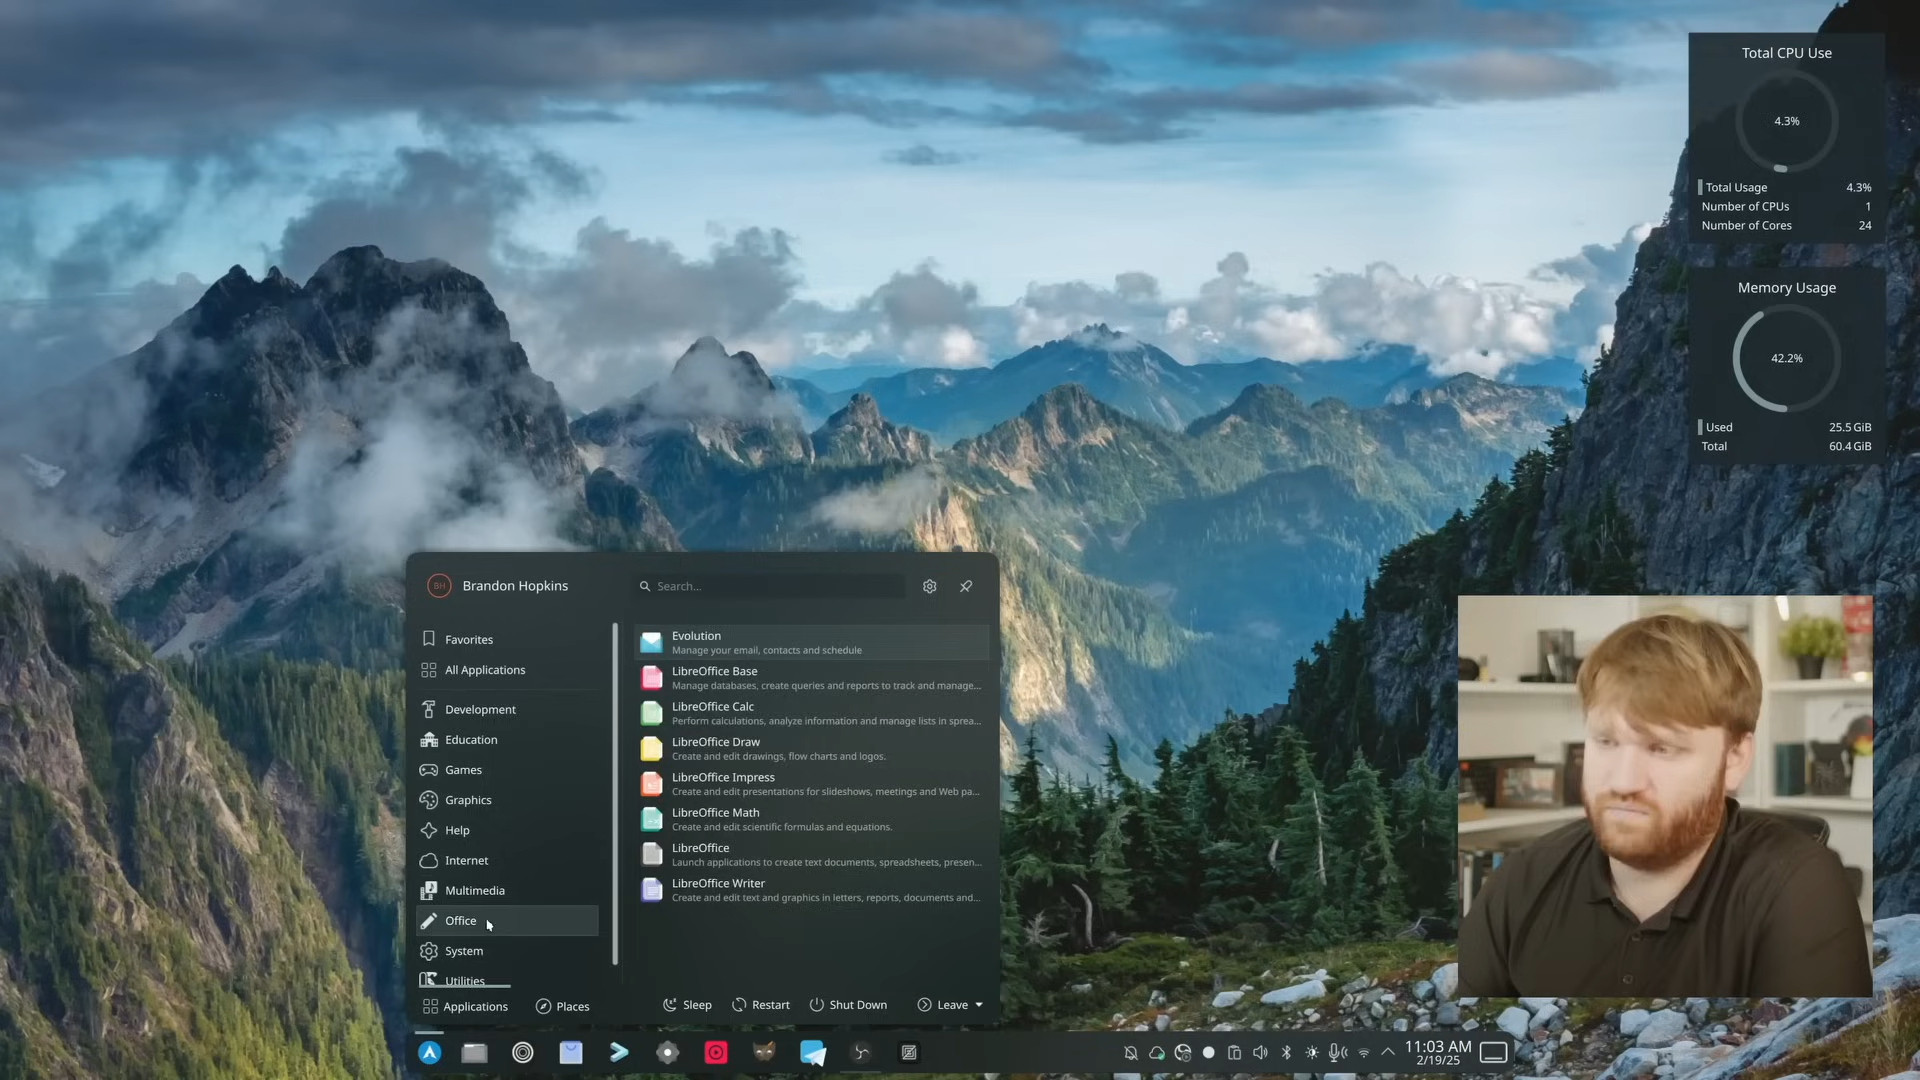 Total CPU Use
4.3%
Total Usage 4.3%
Number of CPUs 1
Number of Cores 24
Memory Usage
42.2%
Used 25.5 GiB
Total 60.4 GiB
BH Brandon Hopkins
Search...
Favorites
All Applications
Development
Education
Games
Graphics
Help
Internet
Multimedia
Office
System
Utilities
Evolution
Manage your email, contacts and schedule
LibreOffice Base
Manage databases, create queries and reports to track and manage...
LibreOffice Calc
Perform calculations, analyze information and manage lists in sprea...
LibreOffice Draw
Create and edit drawings, flow charts and logos.
LibreOffice Impress
Create and edit presentations for slideshows, meetings and Web pa...
LibreOffice Math
Create and edit scientific formulas and equations.
LibreOffice
Launch applications to create text documents, spreadsheets, presen...
LibreOffice Writer
Create and edit text and graphics in letters, reports, documents and...
Applications Places Sleep Restart Shut Down Leave
11:03 AM
2/19/25